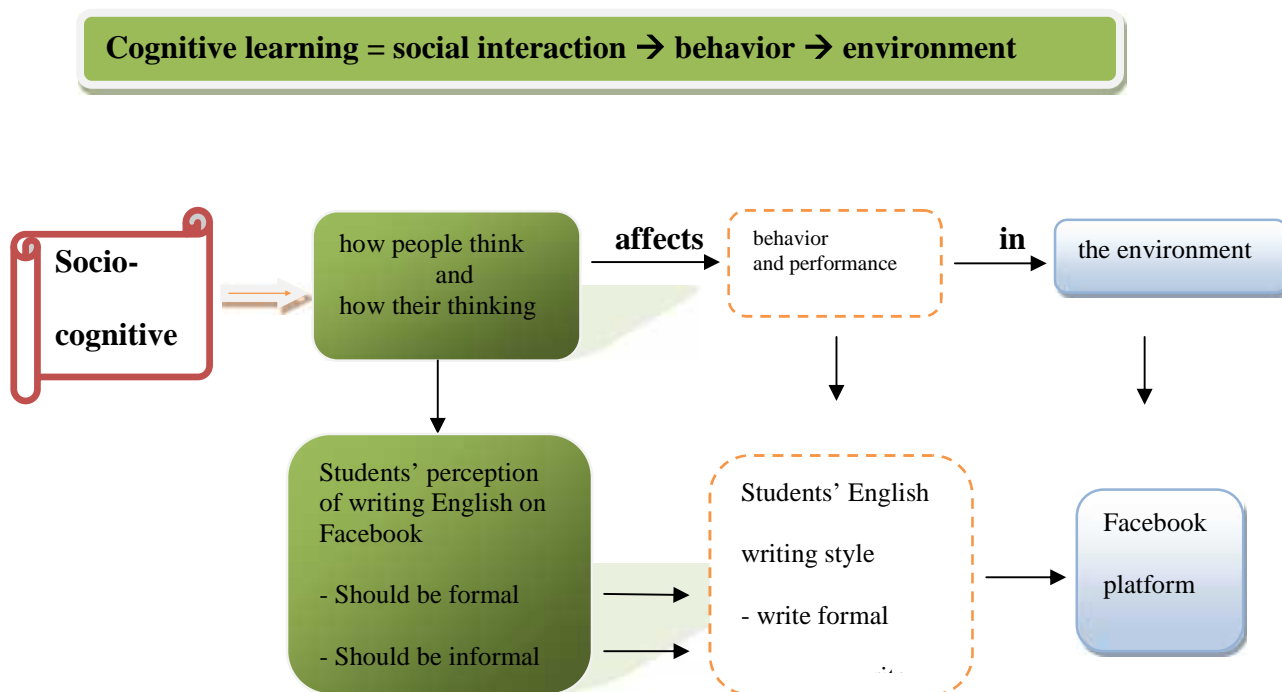 Cognitive learning = social interaction → behavior → environment
Socio-
cognitive
how people think
and
how their thinking
affects
behavior
and performance
in
the environment
Students’ perception
of writing English on
Facebook
- Should be formal
- Should be informal
Students’ English
writing style
- write formal
Facebook
platform